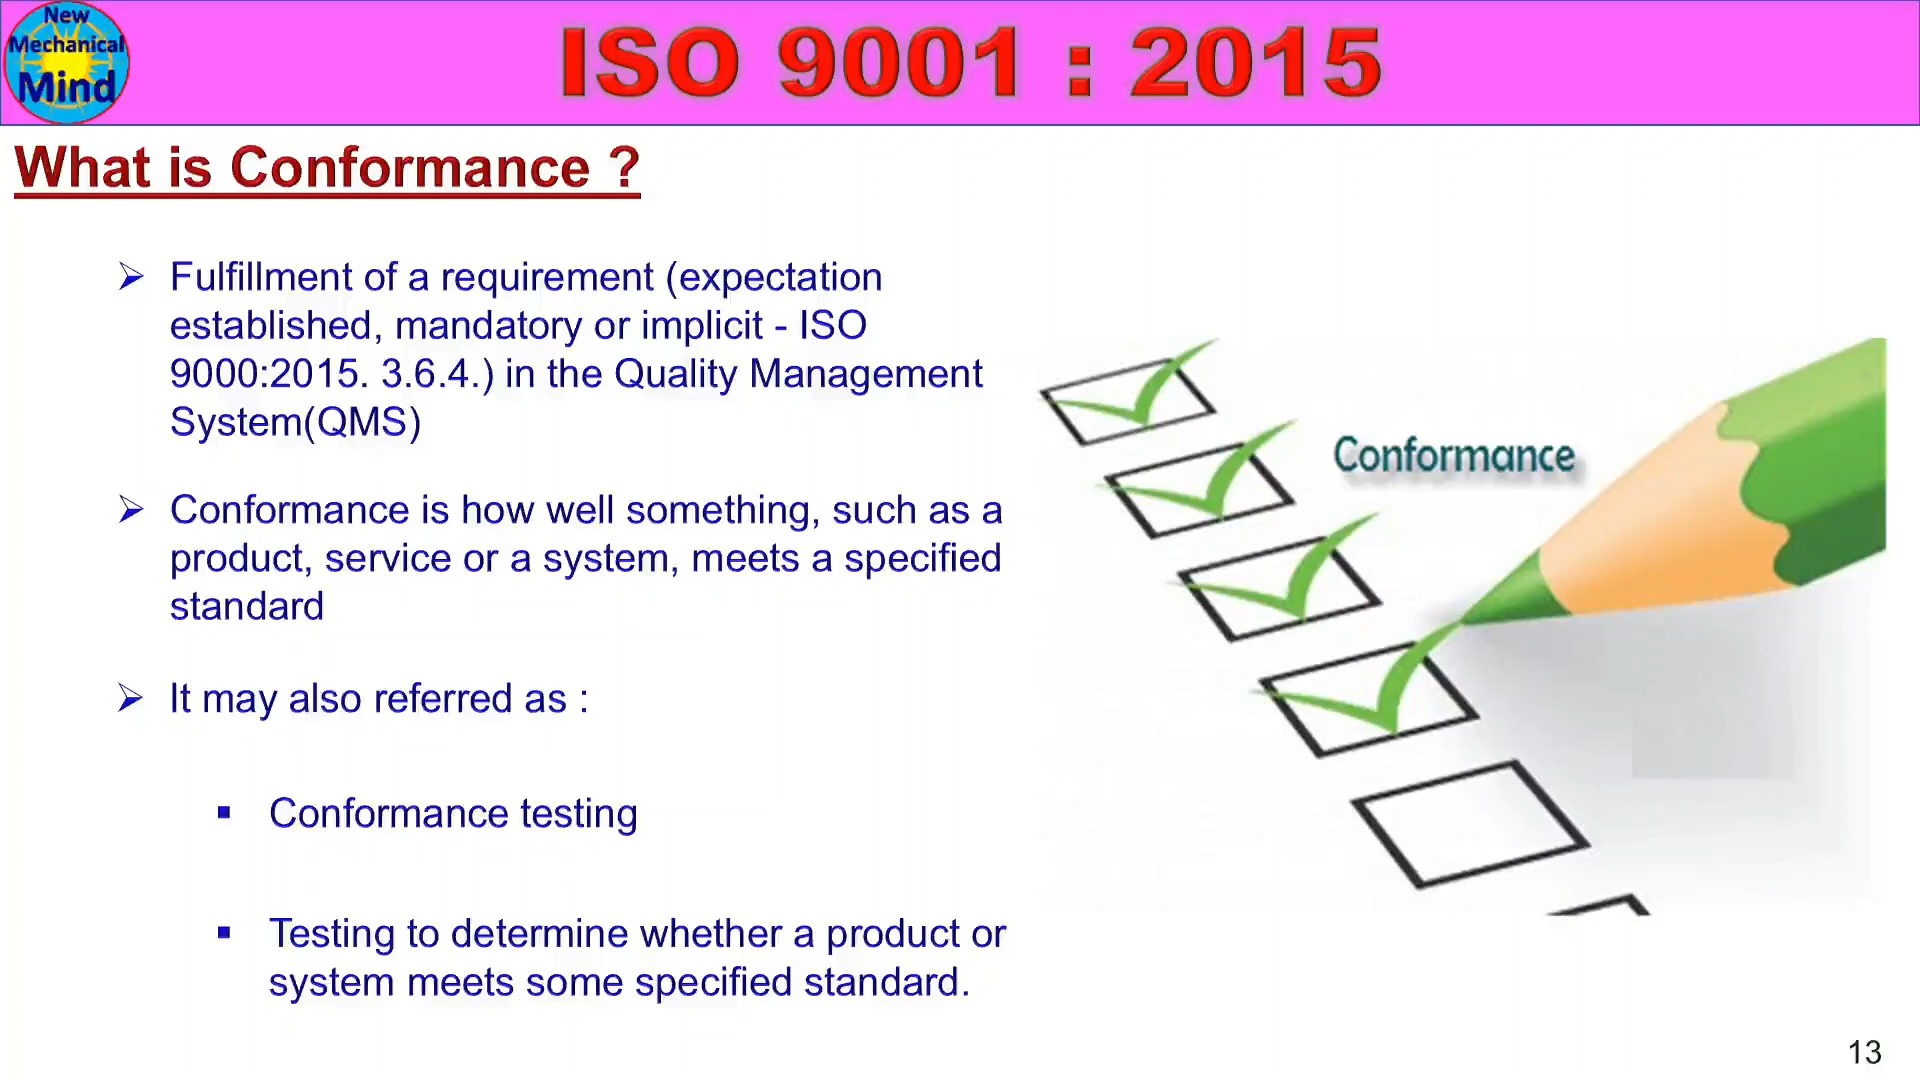 New
Mechanical
Mind
ISO 9001 : 2015
What is Conformance ?
➢ Fulfillment of a requirement (expectation
established, mandatory or implicit - ISO
9000:2015. 3.6.4.) in the Quality Management
System(QMS)
➢ Conformance is how well something, such as a
product, service or a system, meets a specified
standard
➢ It may also referred as :
▪ Conformance testing
▪ Testing to determine whether a product or
system meets some specified standard.
Conformance
13